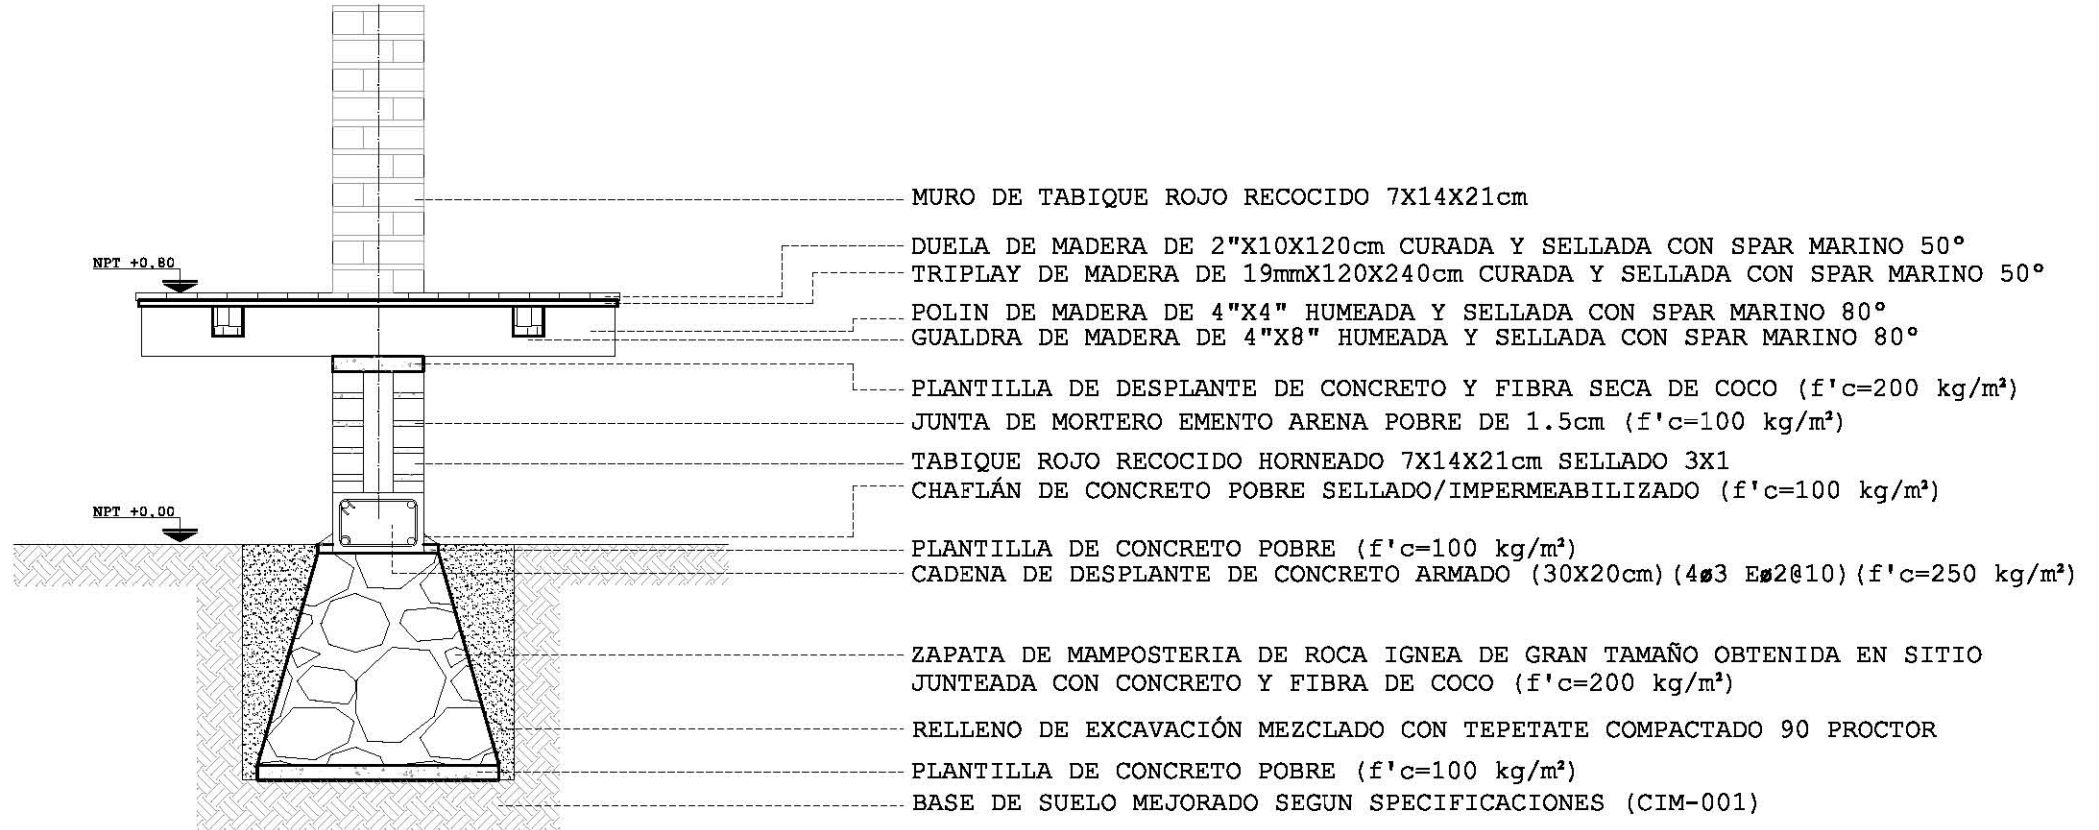 MURO DE TABIQUE ROJO RECOCIDO 7X14X21cm
DUELA DE MADERA DE 2"X10X120cm CURADA Y SELLADA CON SPAR MARINO 50°
NPT +0.80
TRIPLAY DE MADERA DE 19mmX120X240cm CURADA Y SELLADA CON SPAR MARINO 50°
POLIN DE MADERA DE 4"X4" HUMEADA Y SELLADA CON SPAR MARINO 80°
GUALDRA DE MADERA DE 4"X8" HUMEADA Y SELLADA CON SPAR MARINO 80°
PLANTILLA DE DESPLANTE DE CONCRETO Y FIBRA SECA DE COCO (f'c=200 kg/m²)
JUNTA DE MORTERO EMENTO ARENA POBRE DE 1.5cm (f'c=100 kg/m²)
TABIQUE ROJO RECOCIDO HORNEADO 7X14X21cm SELLADO 3X1
CHAFLÁN DE CONCRETO POBRE SELLADO/IMPERMEABILIZADO (f'c=100 kg/m²)
NPT +0.00
PLANTILLA DE CONCRETO POBRE (f'c=100 kg/m²)
CADENA DE DESPLANTE DE CONCRETO ARMADO (30X20cm)(4ø3 Eø2@10)(f'c=250 kg/m²)
ZAPATA DE MAMPOSTERIA DE ROCA IGNEA DE GRAN TAMAÑO OBTENIDA EN SITIO
JUNTEADA CON CONCRETO Y FIBRA DE COCO (f'c=200 kg/m²)
RELLENO DE EXCAVACIÓN MEZCLADO CON TEPETATE COMPACTADO 90 PROCTOR
PLANTILLA DE CONCRETO POBRE (f'c=100 kg/m²)
BASE DE SUELO MEJORADO SEGUN SPECIFICACIONES (CIM-001)